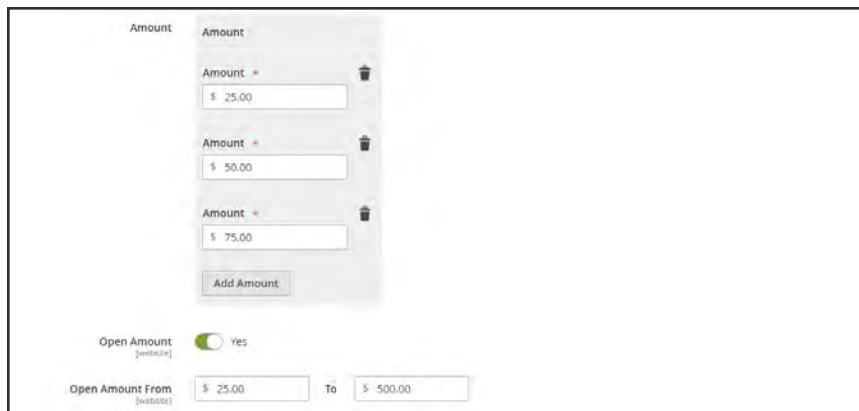 Amount Amount
Amount *
$ 25.00
Amount *
$ 50.00
Amount *
$ 75.00
Add Amount
Open Amount Yes
[website]
Open Amount From $ 25.00 To $ 500.00
[website]